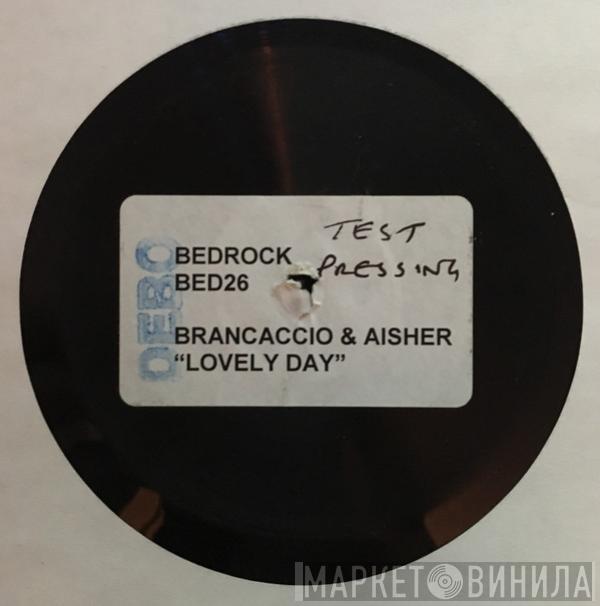 TEST
PRESSING
BEDROCK
BED26
BRANCACCIO & AISHER
“LOVELY DAY”
DEBO
МАРКЕТ ВИНИЛА